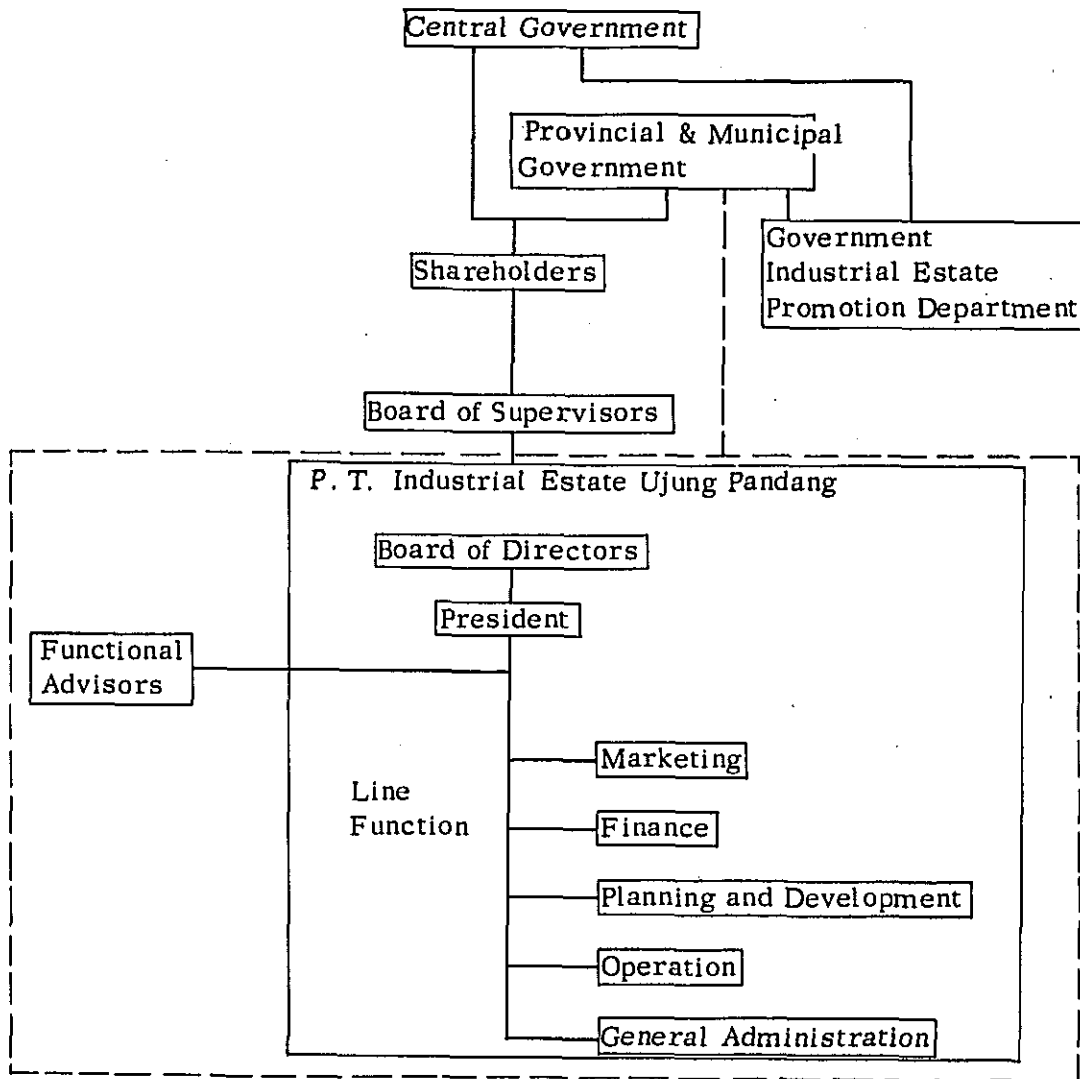 Central Government
Provincial & Municipal
Government
Government
Industrial Estate
Promotion Department
Shareholders
Board of Supervisors
P. T. Industrial Estate Ujung Pandang
Board of Directors
President
Functional
Advisors
Marketing
Line
Function
Finance
Planning and Development
Operation
General Administration